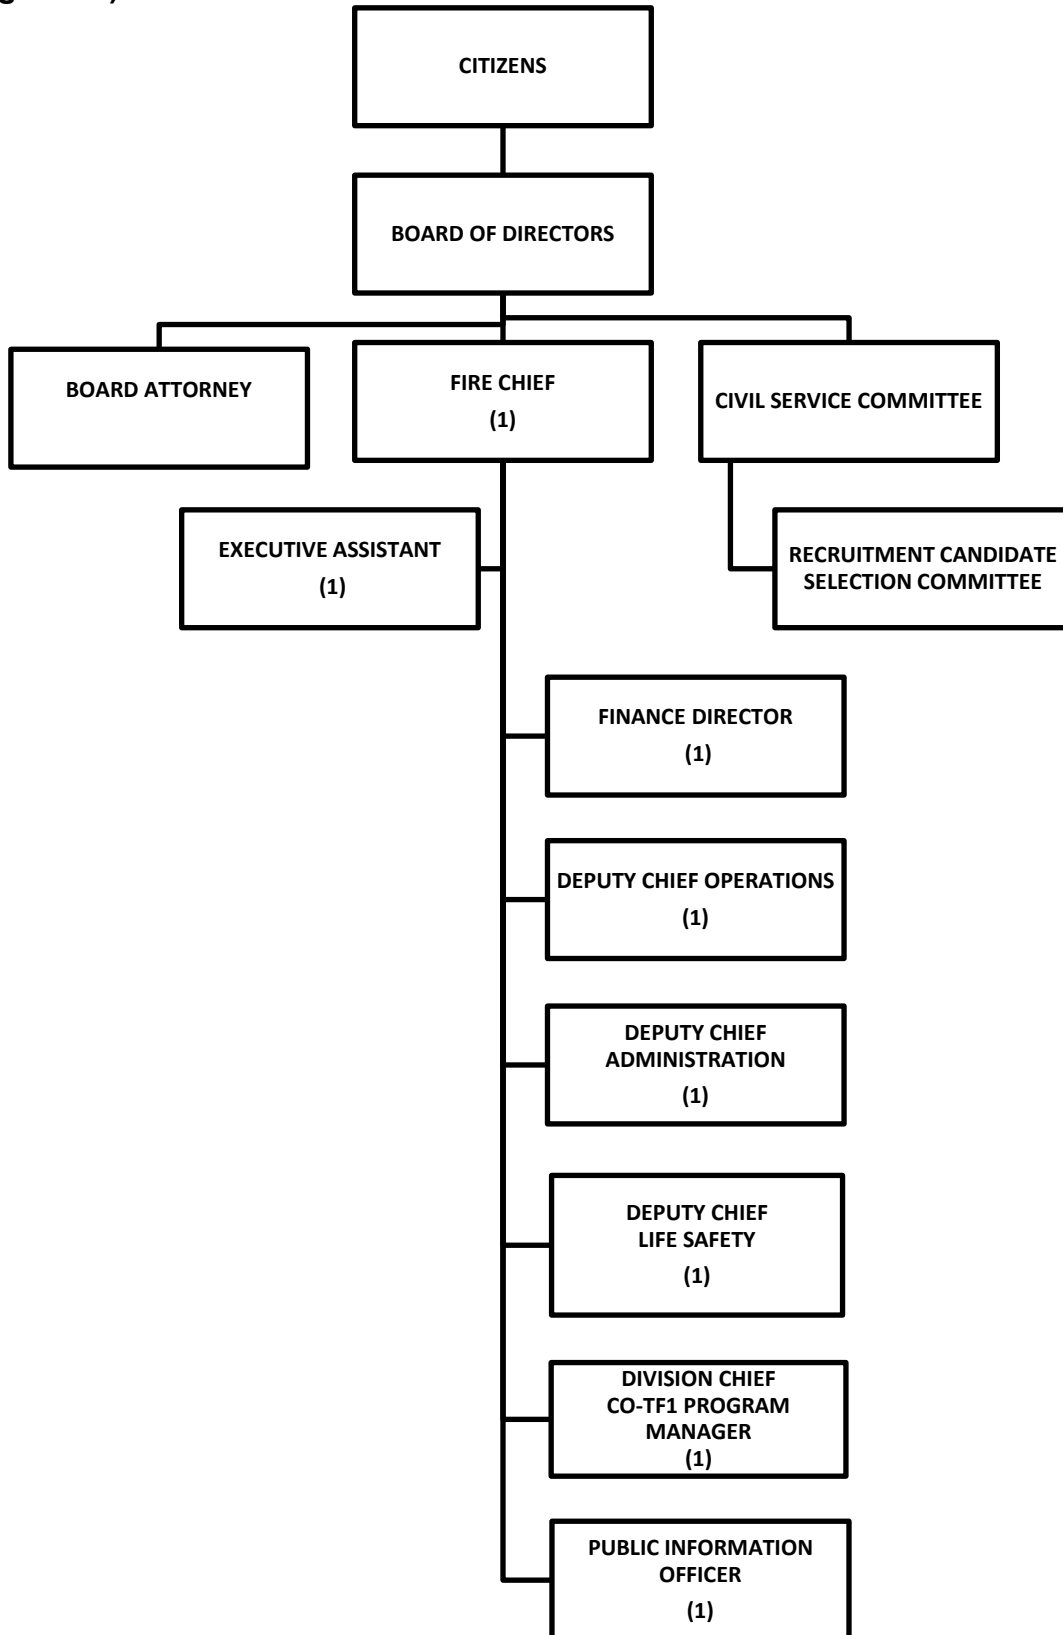 CITIZENS
BOARD OF DIRECTORS
BOARD ATTORNEY
FIRE CHIEF
(1)
CIVIL SERVICE COMMITTEE
EXECUTIVE ASSISTANT
(1)
RECRUITMENT CANDIDATE
SELECTION COMMITTEE
FINANCE DIRECTOR
(1)
DEPUTY CHIEF OPERATIONS
(1)
DEPUTY CHIEF
ADMINISTRATION
(1)
DEPUTY CHIEF
LIFE SAFETY
(1)
DIVISION CHIEF
CO-TF1 PROGRAM
MANAGER
(1)
PUBLIC INFORMATION
OFFICER
(1)